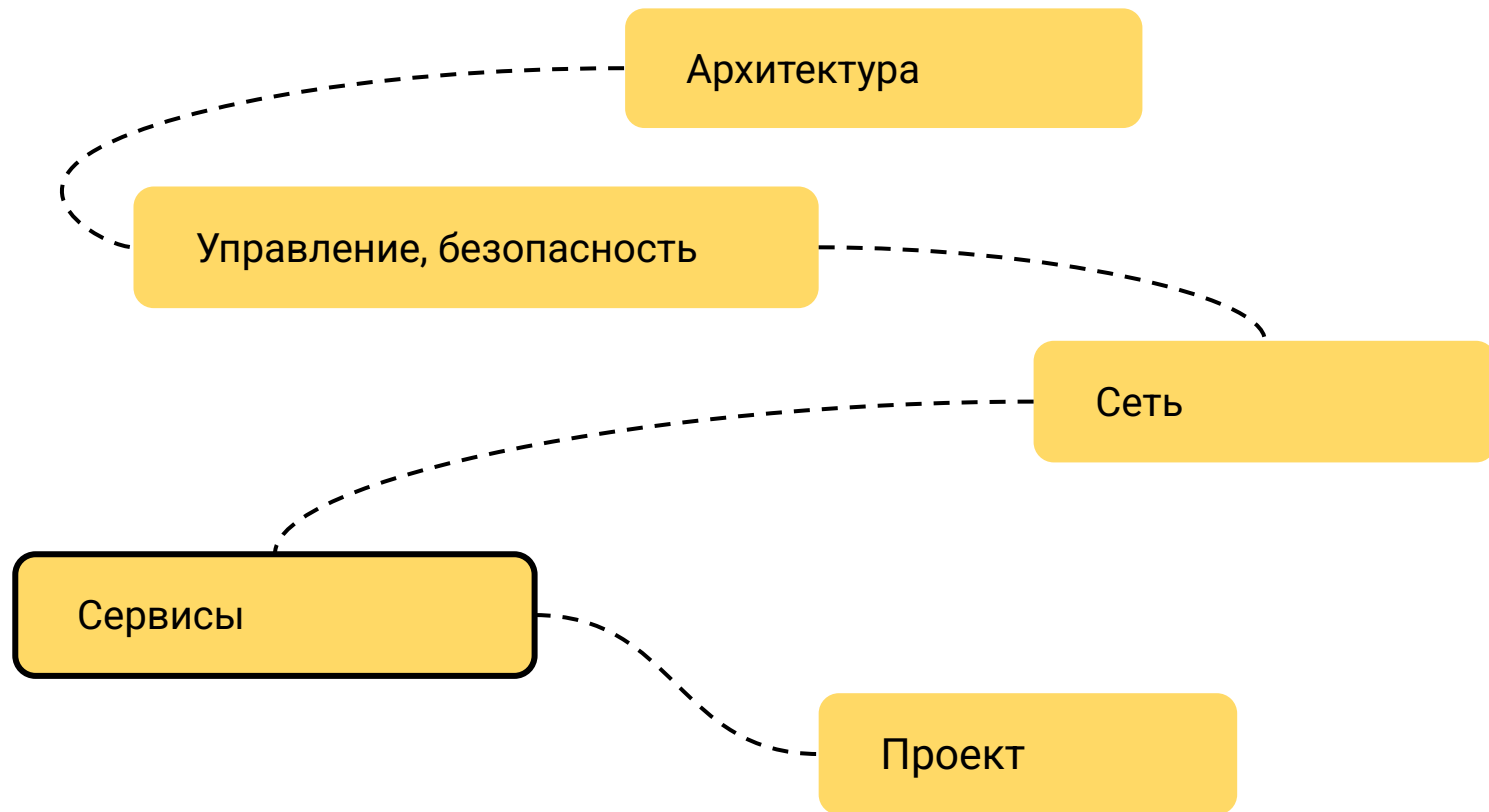 Архитектура
Управление, безопасность
Сеть
Сервисы
Проект